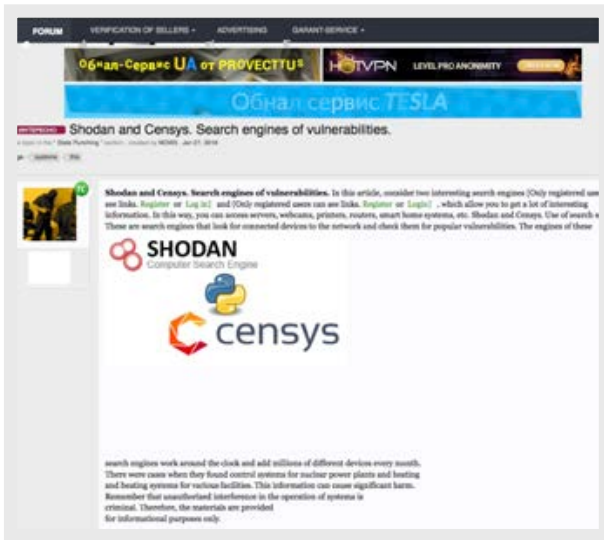 FORUM VERIFICATION OF SELLERS ADVERTISING GARANT-SERVICE
Обнал-Сервис UA от PROVECTTUS HOTVPN LEVEL PRO ANONIMITY
Обнал сервис TESLA
ИНТЕРЕСНО Shodan and Censys. Search engines of vulnerabilities.
systems this
TC
Shodan and Censys. Search engines of vulnerabilities. In this article, consider two interesting search engines [Only registered use
see links. Register or Log in] and [Only registered users can see links. Register or Login] , which allow you to get a lot of interesting
information. In this way, you can access servers, webcams, printers, routers, smart home systems, etc. Shodan and Censys. Use of search e
These are search engines that look for connected devices to the network and check them for popular vulnerabilities. The engines of these
SHODAN
Computer Search Engine
censys
search engines work around the clock and add millions of different devices every month.
There were cases when they found control systems for nuclear power plants and heating
and heating systems for various facilities. This information can cause significant harm.
Remember that unauthorized interference in the operation of systems is
criminal. Therefore, the materials are provided
for informational purposes only.